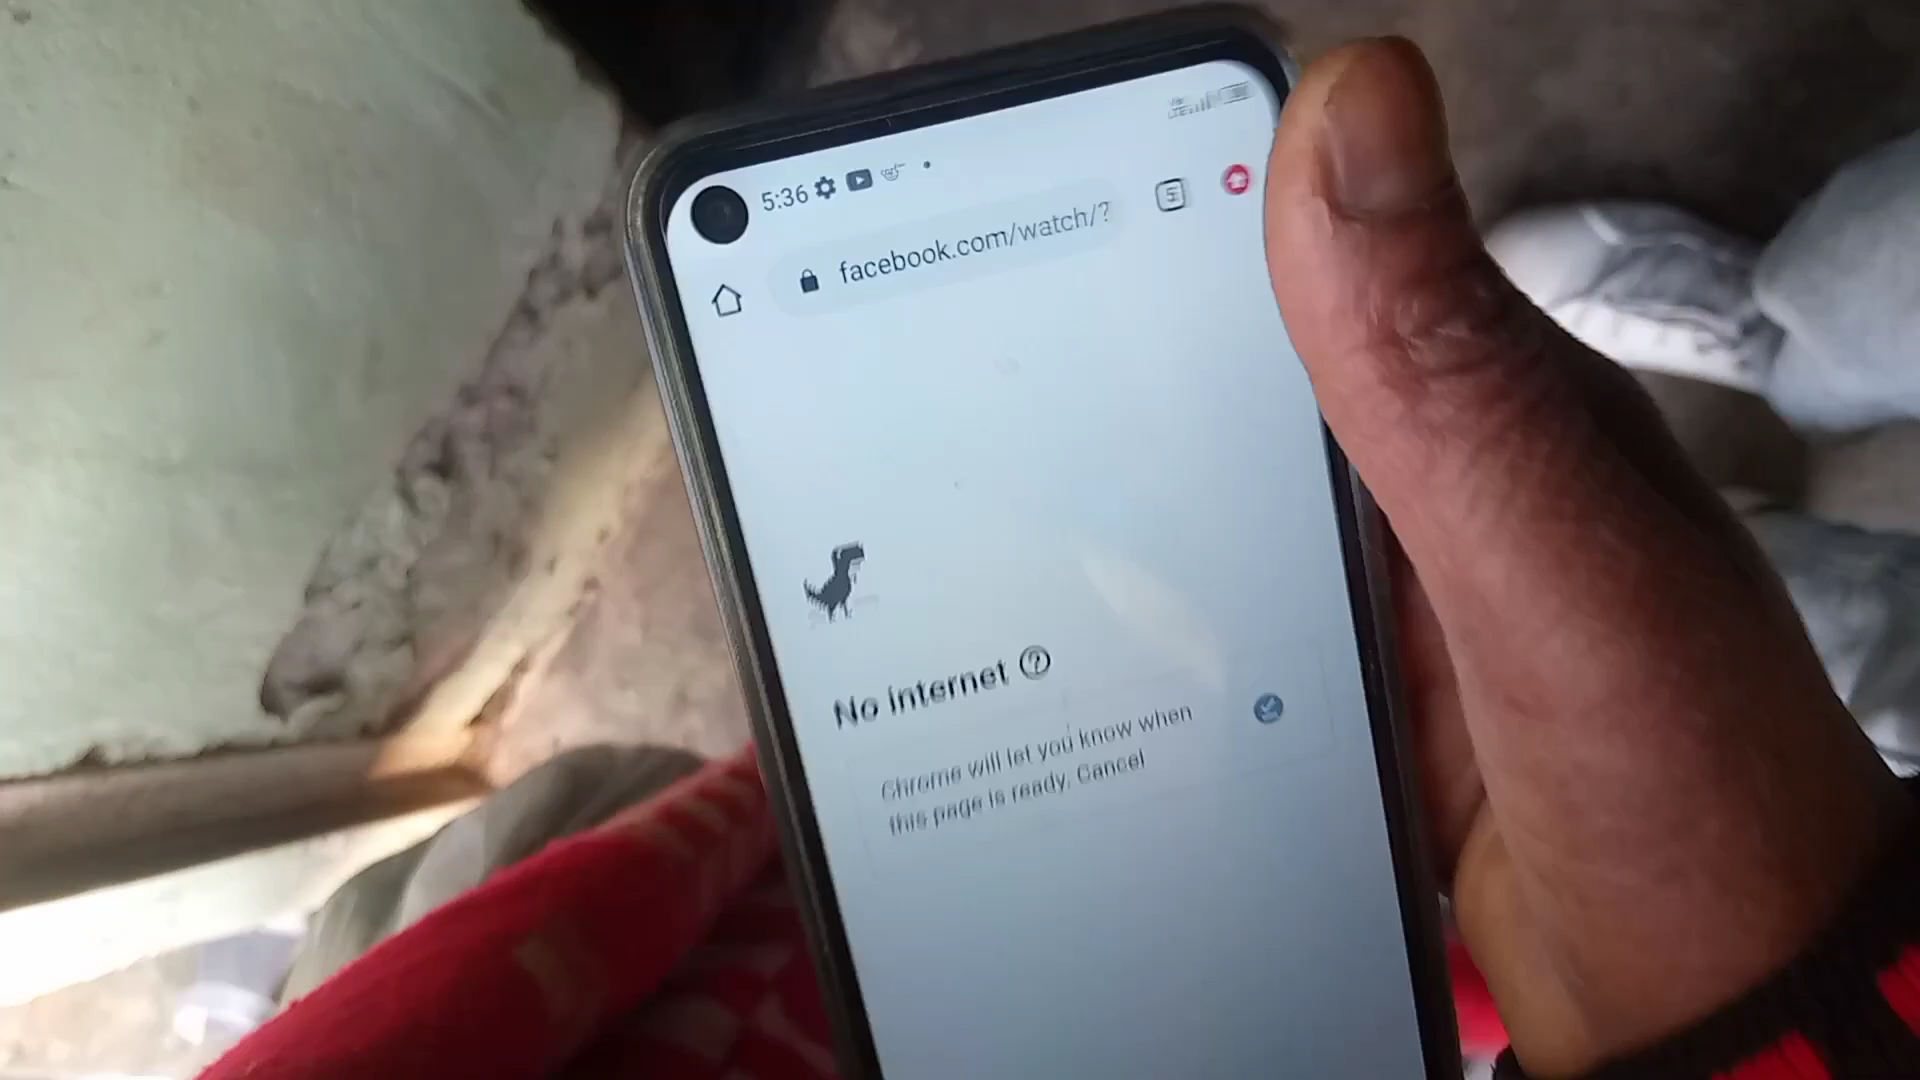 5:36
facebook.com/watch/?
5
No internet
Chrome will let you know when
this page is ready. Cancel